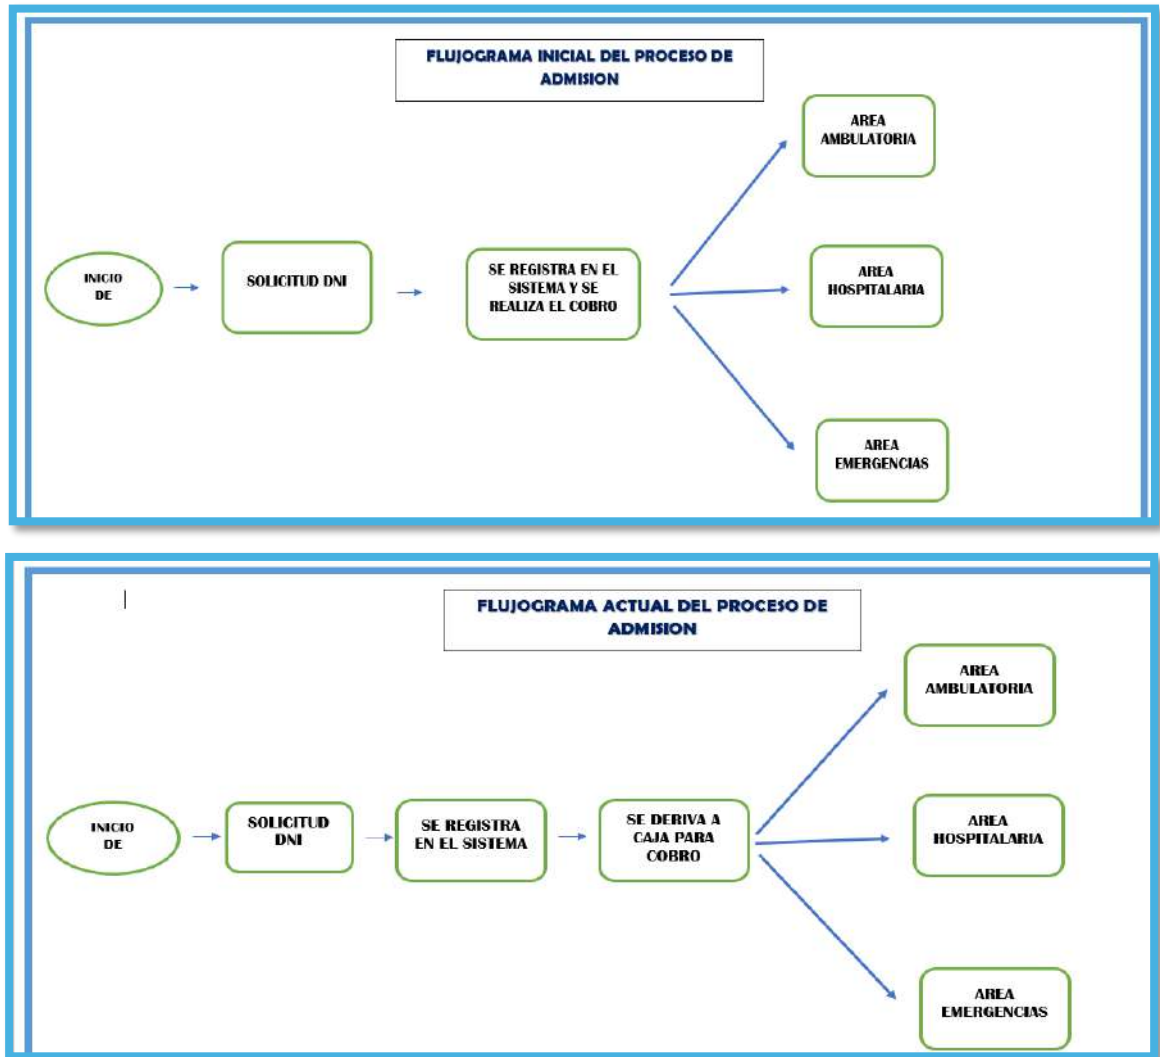 FLUJOGRAMA INICIAL DEL PROCESO DE
ADMISION
INICIO
DE
SOLICITUD DNI
SE REGISTRA EN EL
SISTEMA Y SE
REALIZA EL COBRO
AREA
AMBULATORIA
AREA
HOSPITALARIA
AREA
EMERGENCIAS
FLUJOGRAMA ACTUAL DEL PROCESO DE
ADMISION
INICIO
DE
SOLICITUD
DNI
SE REGISTRA
EN EL SISTEMA
SE DERIVA A
CAJA PARA
COBRO
AREA
AMBULATORIA
AREA
HOSPITALARIA
AREA
EMERGENCIAS